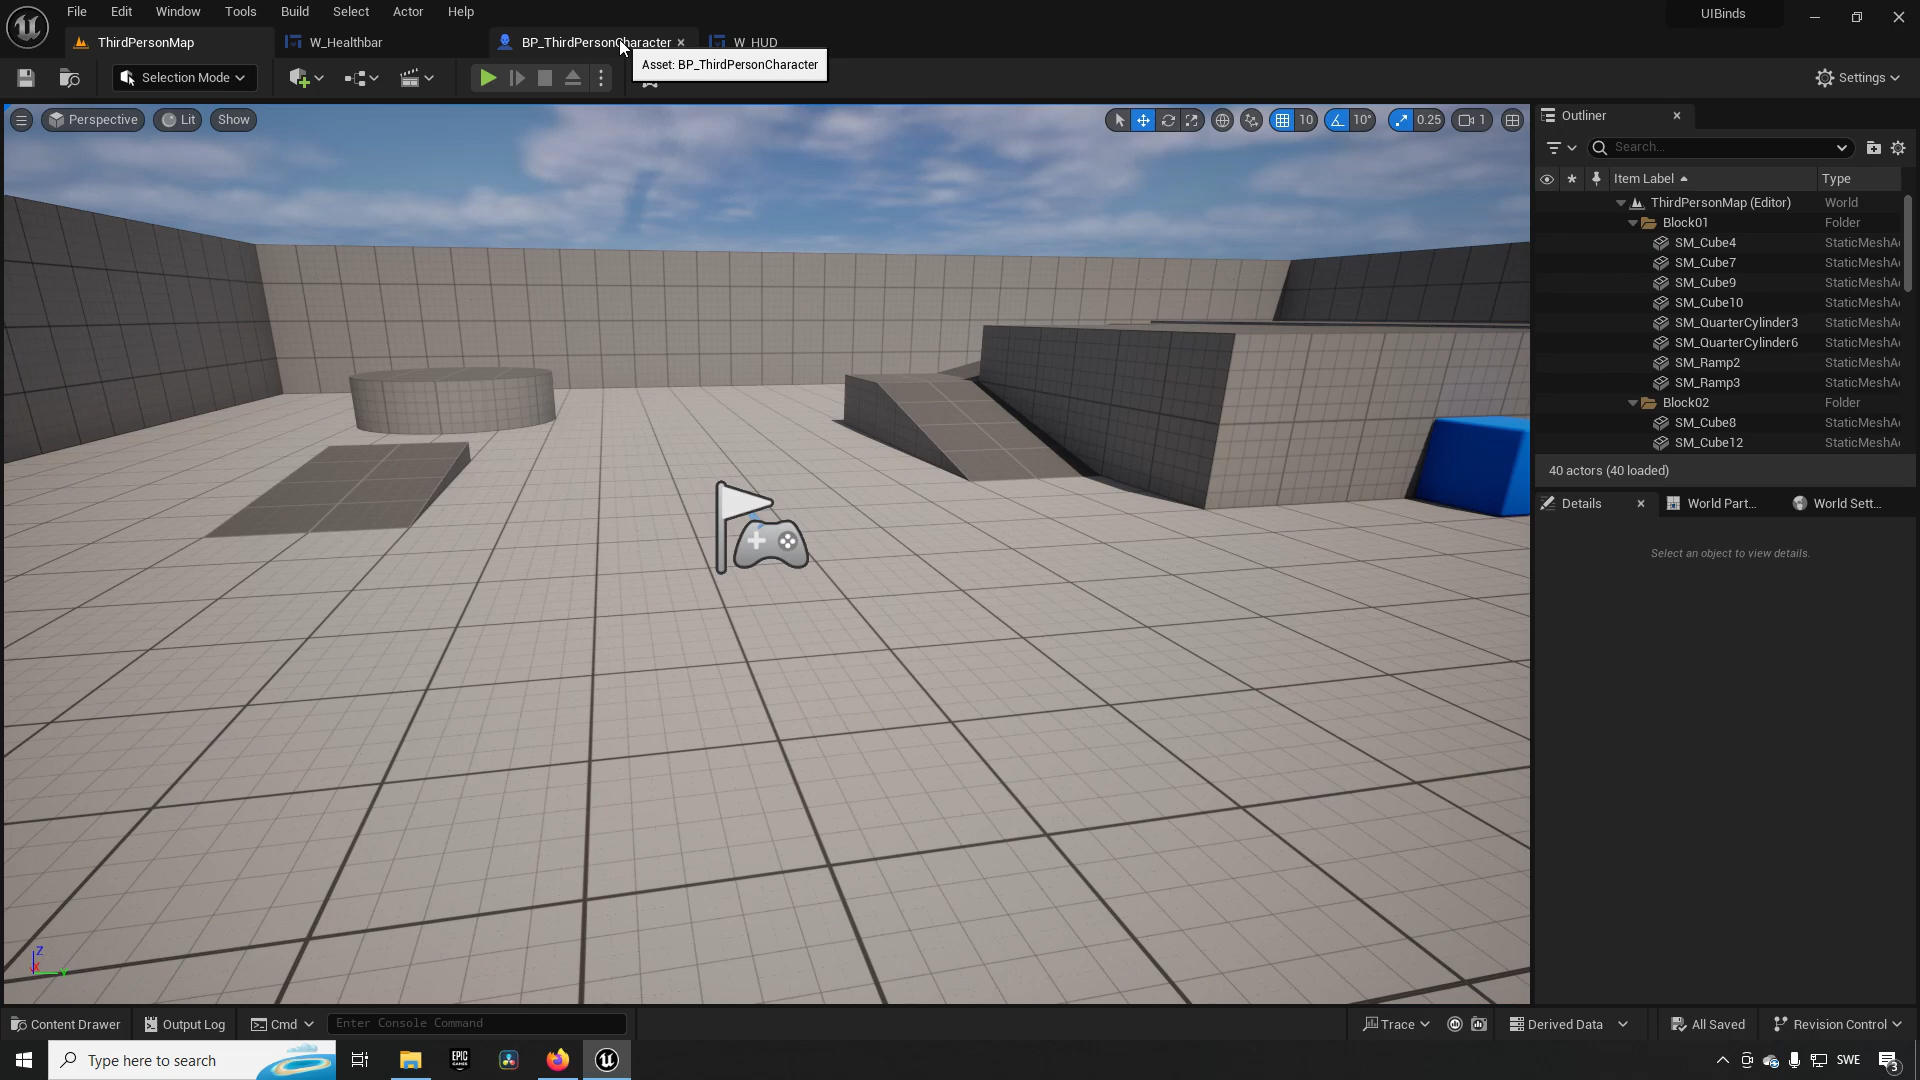 File Edit Window Tools Build Select Actor Help
UIBinds
ThirdPersonMap W_Healthbar BP_ThirdPersonCharacter W_HUD
Asset: BP_ThirdPersonCharacter
Selection Mode
Settings
Perspective Lit Show
10 10° 0.25 1
Outliner
Search...
Item Label Type
ThirdPersonMap (Editor) World
Block01 Folder
SM_Cube4 StaticMeshA
SM_Cube7 StaticMeshA
SM_Cube9 StaticMeshA
SM_Cube10 StaticMeshA
SM_QuarterCylinder3 StaticMeshA
SM_QuarterCylinder6 StaticMeshA
SM_Ramp2 StaticMeshA
SM_Ramp3 StaticMeshA
Block02 Folder
SM_Cube8 StaticMeshA
SM_Cube12 StaticMeshA
40 actors (40 loaded)
Details World Part... World Sett...
Select an object to view details.
Z
X Y
Content Drawer Output Log Cmd Enter Console Command
Trace Derived Data All Saved Revision Control
Type here to search
EPIC GAMES
SWE
3